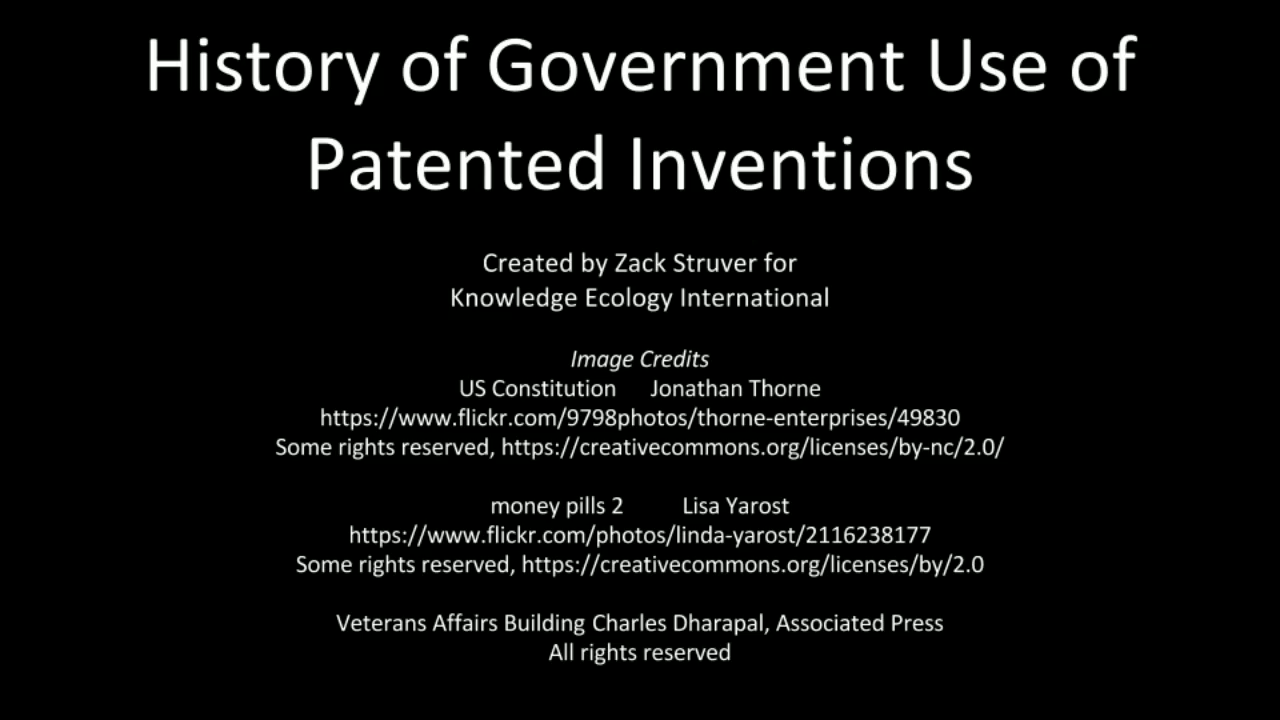 History of Government Use of
Patented Inventions
Created by Zack Struver for
Knowledge Ecology International
Image Credits
US Constitution Jonathan Thorne
https://www.flickr.com/9798photos/thorne-enterprises/49830
Some rights reserved, https://creativecommons.org/licenses/by-nc/2.0/
money pills 2 Lisa Yarost
https://www.flickr.com/photos/linda-yarost/2116238177
Some rights reserved, https://creativecommons.org/licenses/by/2.0
Veterans Affairs Building Charles Dharapal, Associated Press
All rights reserved